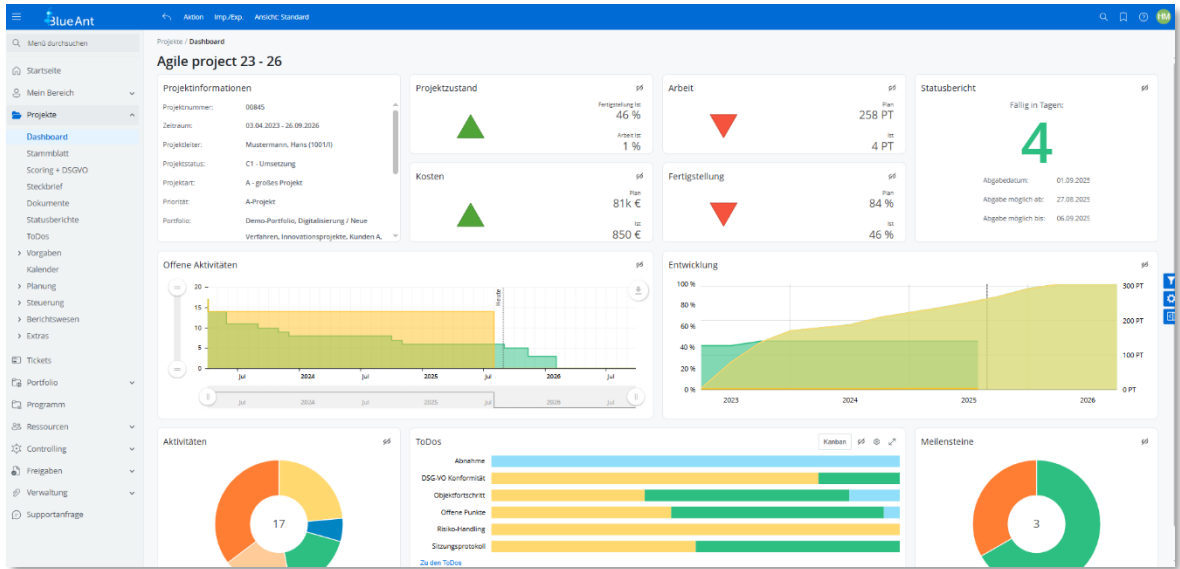 BlueAnt
Aktion Imp./Exp. Ansicht: Standard
HM
Menü durchsuchen
Startseite
Mein Bereich
Projekte
Dashboard
Stammblatt
Scoring + DSGVO
Steckbrief
Dokumente
Statusberichte
ToDos
Vorgaben
Kalender
Planung
Steuerung
Berichtswesen
Extras
Tickets
Portfolio
Programm
Ressourcen
Controlling
Freigaben
Verwaltung
Supportanfrage
Projekte / Dashboard
Agile project 23 - 26
Projektinformationen
Projektnummer: 00845
Zeitraum: 03.04.2023 - 26.09.2026
Projektleiter: Mustermann, Hans (1001/I)
Projektstatus: C1 - Umsetzung
Projektart: A - großes Projekt
Priorität: A-Projekt
Portfolio: Demo-Portfolio, Digitalisierung / Neue
Verfahren, Innovationsprojekte, Kunden A,
Projektzustand
Fertigstellung Ist
46 %
Arbeit Ist
1 %
Arbeit
Plan
258 PT
Ist
4 PT
Kosten
Plan
81k €
Ist
850 €
Fertigstellung
Plan
84 %
Ist
46 %
Statusbericht
Fällig in Tagen:
4
Abgabedatum: 01.09.2025
Abgabe möglich ab: 27.08.2025
Abgabe möglich bis: 06.09.2025
Offene Aktivitäten
20
15
10
5
0
Heute
Jul 2024 Jul 2025 Jul 2026 Jul
Jul 2024 Jul 2025 Jul 2026 Jul
Entwicklung
100 %
80 %
60 %
40 %
20 %
0 %
300 PT
200 PT
100 PT
0 PT
2023 2024 2025 2026
Aktivitäten
17
ToDos
Kanban
Abnahme
DSG-VO Konformität
Objektfortschritt
Offene Punkte
Risiko-Handling
Sitzungsprotokoll
Zu den ToDos
Meilensteine
3